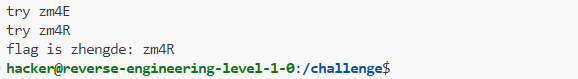 try zm4E
try zm4R
flag is zhengde: zm4R
hacker@reverse-engineering-level-1-0:/challenge$